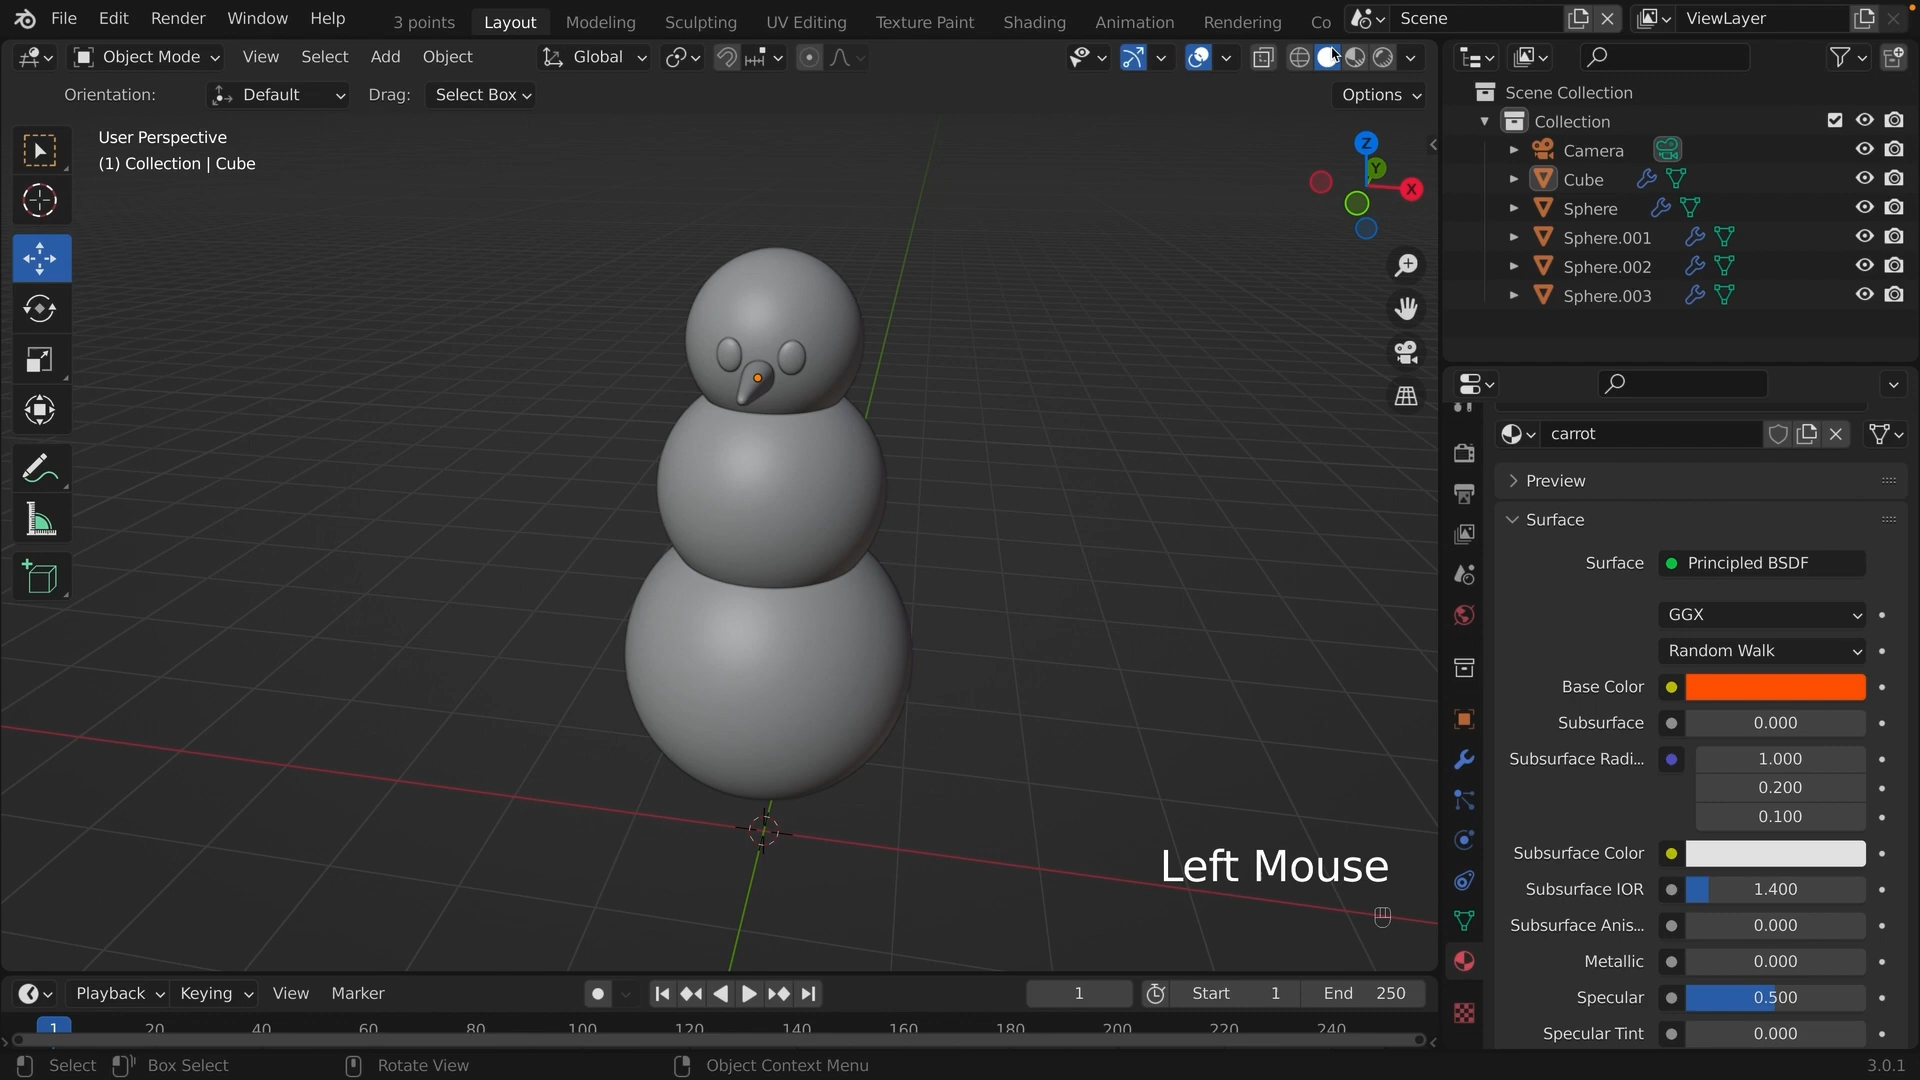 File Edit Render Window Help 3 points Layout Modeling Sculpting UV Editing Texture Paint Shading Animation Rendering Co Scene ViewLayer
Object Mode View Select Add Object Global
Orientation: Default Drag: Select Box Options
User Perspective
(1) Collection | Cube
Z
Y
X
Left Mouse
Scene Collection
Collection
Camera
Cube
Sphere
Sphere.001
Sphere.002
Sphere.003
carrot
Preview
Surface
Surface Principled BSDF
GGX
Random Walk
Base Color
Subsurface 0.000
Subsurface Radi... 1.000
0.200
0.100
Subsurface Color
Subsurface IOR 1.400
Subsurface Anis... 0.000
Metallic 0.000
Specular 0.500
Specular Tint 0.000
Playback Keying View Marker 1 Start 1 End 250
1 20 40 60 80 100 120 140 160 180 200 220 240
Select Box Select Rotate View Object Context Menu 3.0.1